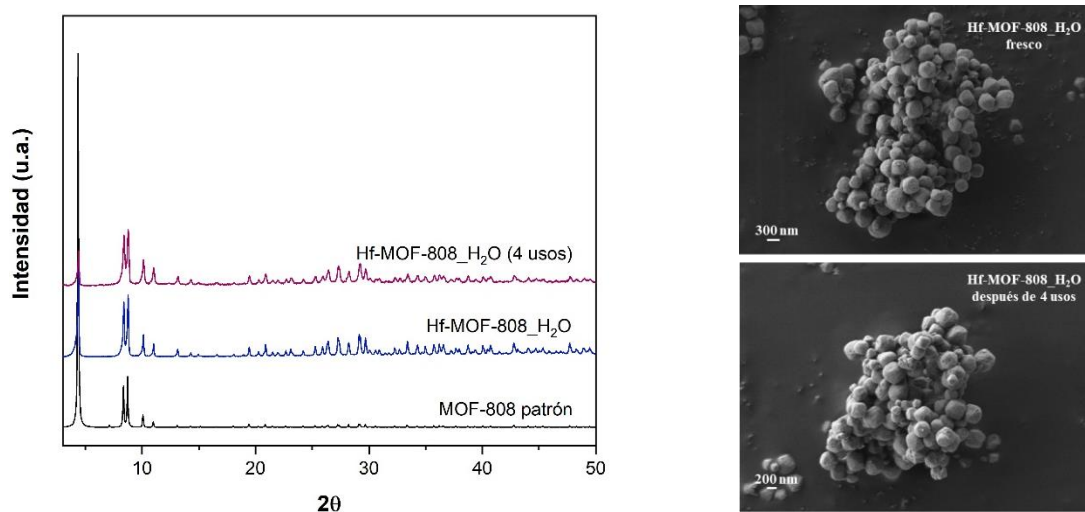 Intensidad (u.a.)
Hf-MOF-808_H₂O (4 usos)
Hf-MOF-808_H₂O
MOF-808 patrón
10
20
30
40
50
2θ
Hf-MOF-808_H₂O
fresco
300 nm
Hf-MOF-808_H₂O
después de 4 usos
200 nm